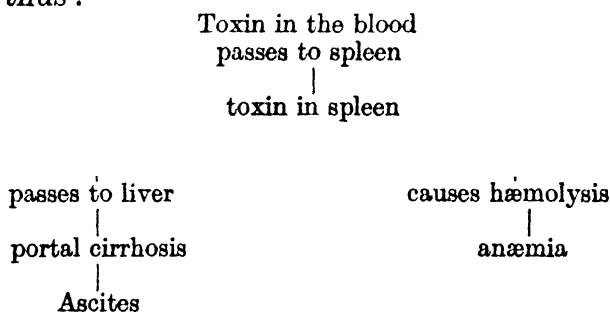 thus :
Toxin in the blood
passes to spleen
toxin in spleen
passes to liver
causes hæmolysis
portal cirrhosis
anæmia
Ascites